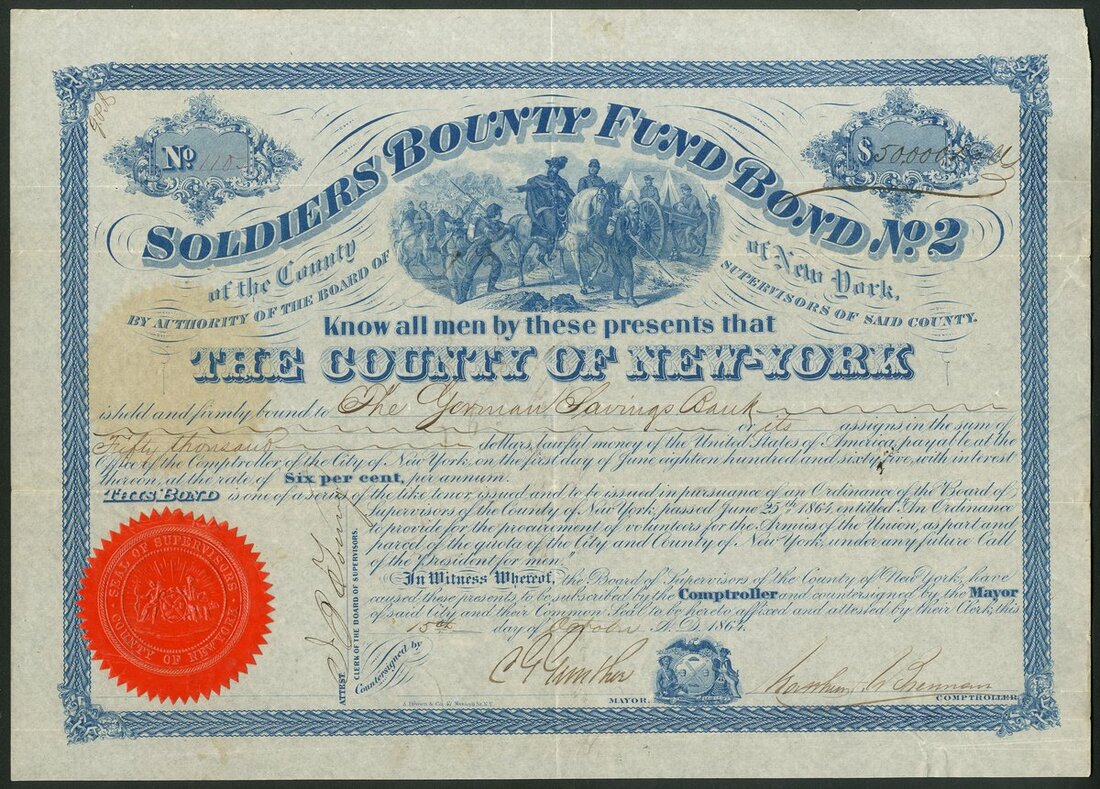 No 110
$50,000
SOLDIERS BOUNTY FUND BOND No. 2
of the County of New York,
BY AUTHORITY OF THE BOARD OF SUPERVISORS OF SAID COUNTY.
Know all men by these presents that
THE COUNTY OF NEW-YORK
is held and firmly bound to The German Savings Bank
or its assigns in the sum of
Fifty thousand dollars, lawful money of the United States of America, payable at the
Office of the Comptroller of the City of New York, on the first day of June eighteen hundred and sixty five, with interest
thereon, at the rate of Six per cent, per annum.
THIS BOND is one of a series of the like tenor issued and to be issued in pursuance of an Ordinance of the Board of
Supervisors of the County of New York, passed June 25th 1864, entitled "An Ordinance
to provide for the procurement of volunteers for the Armies of the Union, as part and
parcel of the quota of the City and County of New York, under any future Call
of the President for men."
In Witness Whereof, the Board of Supervisors of the County of New York, have
caused these presents to be subscribed by the Comptroller and countersigned by the Mayor
of said City and their Common Seal to be hereto affixed and attested by their Clerk, this
15th day of October A.D. 1864.
SEAL OF SUPERVISORS
COUNTY OF NEW YORK
ATTEST
CLERK OF THE BOARD OF SUPERVISORS.
Countersigned by
C G Gunther
MAYOR.
COMPTROLLER